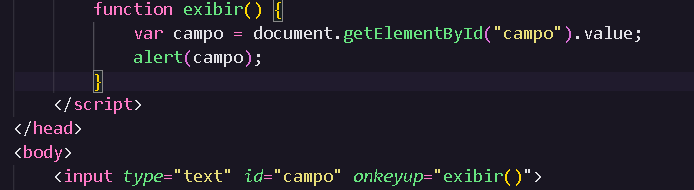 function exibir() {
var campo = document.getElementById("campo").value;
alert(campo);
}
</script>
</head>
<body>
<input type="text" id="campo" onkeyup="exibir()">